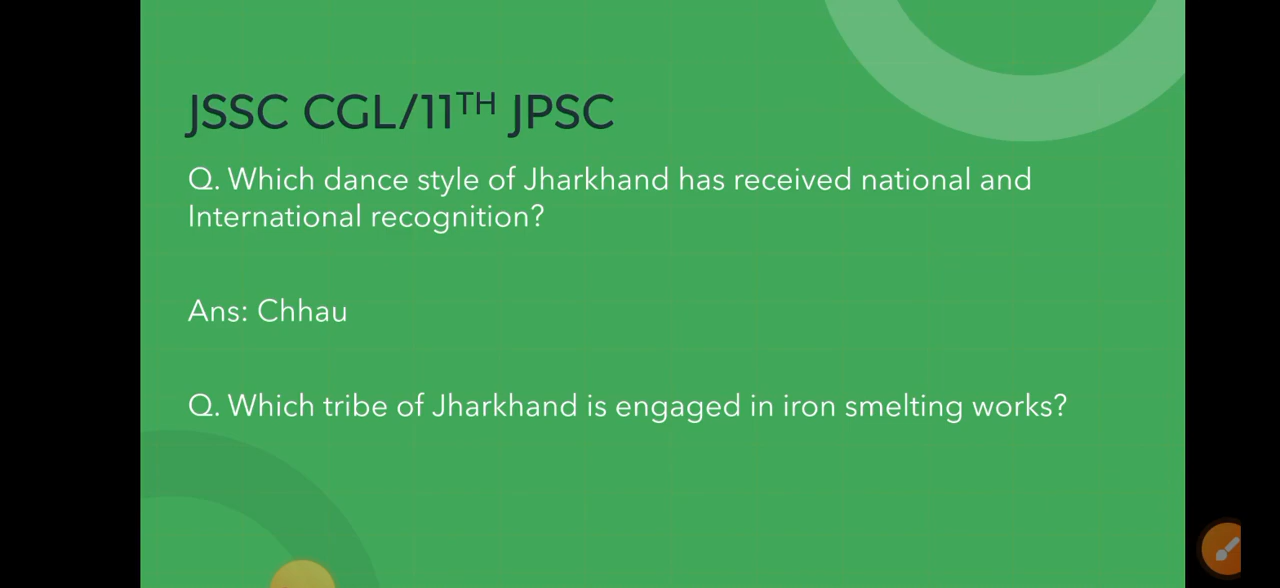 JSSC CGL/11TH JPSC
Q. Which dance style of Jharkhand has received national and
International recognition?
Ans: Chhau
Q. Which tribe of Jharkhand is engaged in iron smelting works?